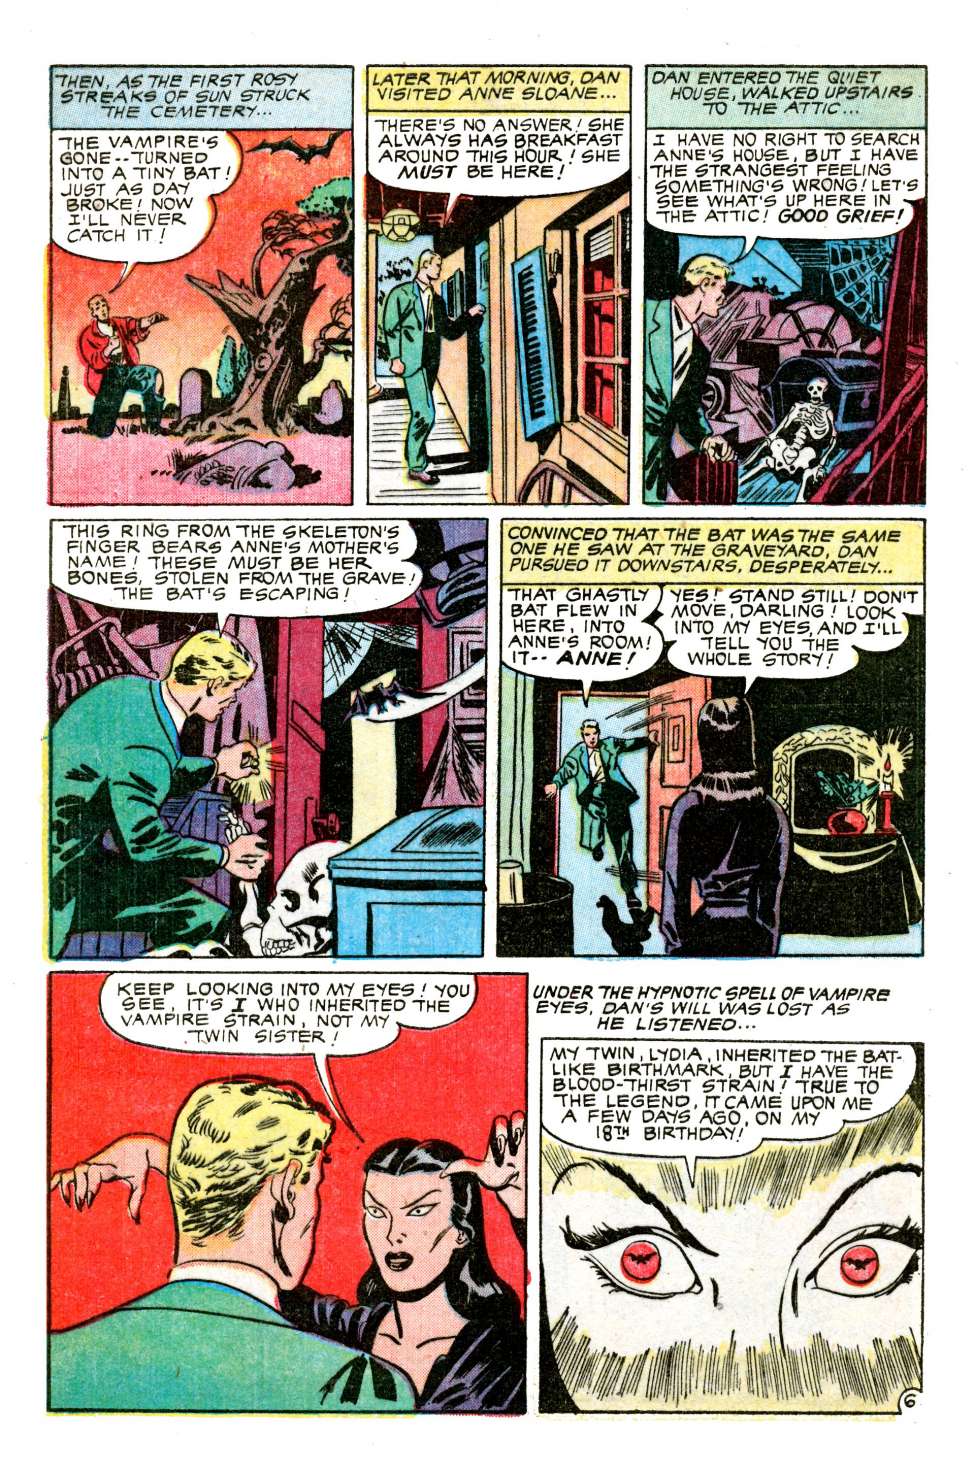 THEN, AS THE FIRST ROSY
STREAKS OF SUN STRUCK
THE CEMETERY...
THE VAMPIRE'S
GONE--TURNED
INTO A TINY BAT!
JUST AS DAY
BROKE! NOW
I'LL NEVER
CATCH IT!
LATER THAT MORNING, DAN
VISITED ANNE SLOANE...
THERE'S NO ANSWER! SHE
ALWAYS HAS BREAKFAST
AROUND THIS HOUR! SHE
MUST BE HERE!
DAN ENTERED THE QUIET
HOUSE, WALKED UPSTAIRS
TO THE ATTIC...
I HAVE NO RIGHT TO SEARCH
ANNE'S HOUSE, BUT I HAVE
THE STRANGEST FEELING
SOMETHING'S WRONG! LET'S
SEE WHAT'S UP HERE IN
THE ATTIC! GOOD GRIEF!
THIS RING FROM THE SKELETON'S
FINGER BEARS ANNE'S MOTHER'S
NAME! THESE MUST BE HER
BONES, STOLEN FROM THE GRAVE!
THE BAT'S ESCAPING!
CONVINCED THAT THE BAT WAS THE SAME
ONE HE SAW AT THE GRAVEYARD, DAN
PURSUED IT DOWNSTAIRS, DESPERATELY...
THAT GHASTLY
BAT FLEW IN
HERE, INTO
ANNE'S ROOM!
IT-- ANNE!
YES! STAND STILL! DON'T
MOVE, DARLING! LOOK
INTO MY EYES, AND I'LL
TELL YOU THE
WHOLE STORY!
KEEP LOOKING INTO MY EYES! YOU
SEE, IT'S I WHO INHERITED THE
VAMPIRE STRAIN, NOT MY
TWIN SISTER!
UNDER THE HYPNOTIC SPELL OF VAMPIRE
EYES, DAN'S WILL WAS LOST AS
HE LISTENED...
MY TWIN, LYDIA, INHERITED THE BAT-
LIKE BIRTHMARK, BUT I HAVE THE
BLOOD-THIRST STRAIN! TRUE TO
THE LEGEND, IT CAME UPON ME
A FEW DAYS AGO, ON MY
18TH BIRTHDAY!
6